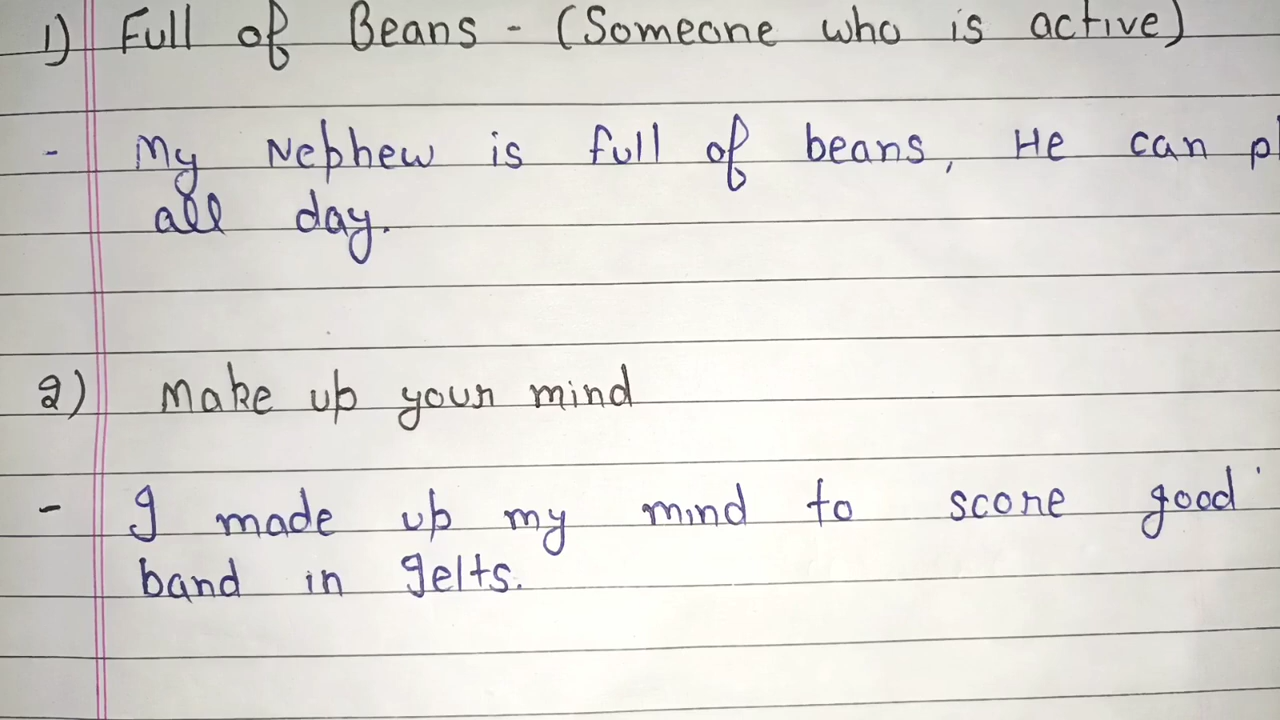 1) Full of Beans - (Someone who is active)
- My Nephew is full of beans, He can
all day.
2) Make up your mind
- I made up my mind to score good
band in Ielts.